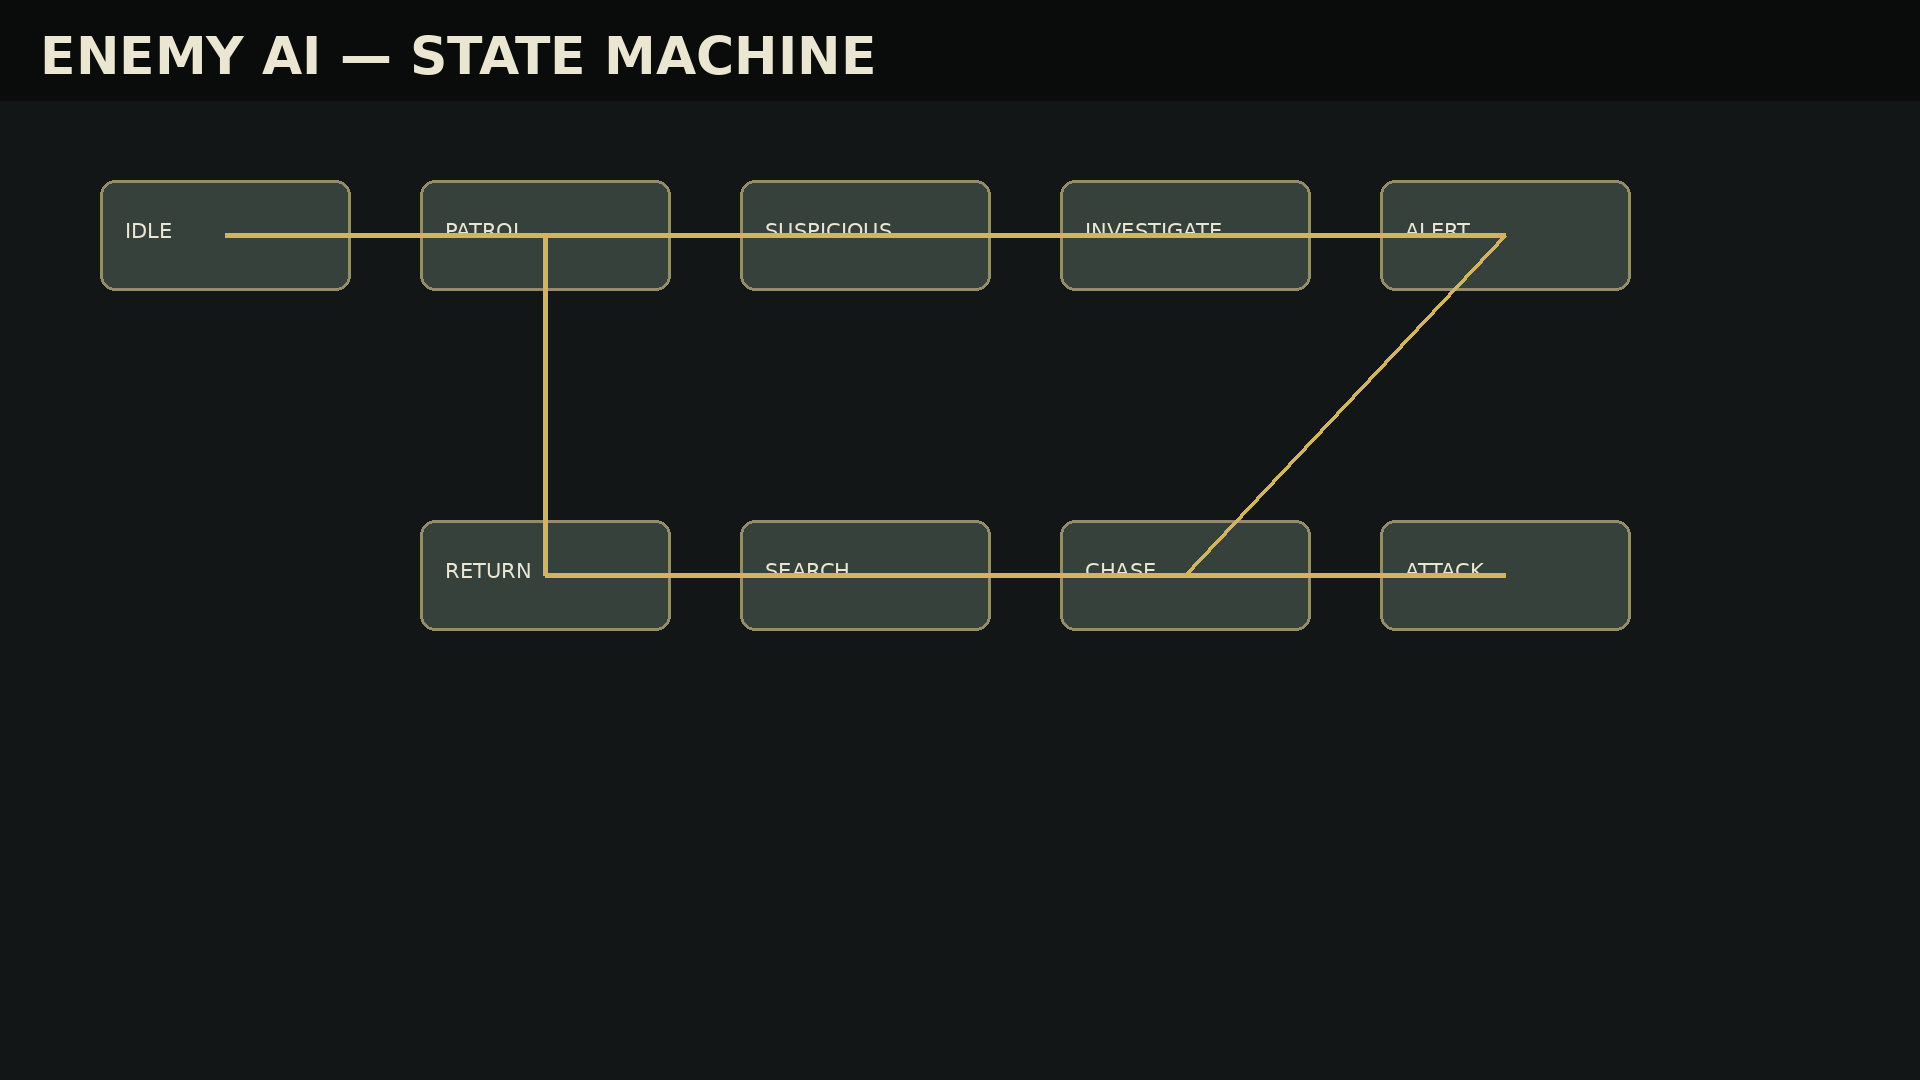 ENEMY AI — STATE MACHINE
IDLE
PATROL
SUSPICIOUS
INVESTIGATE
ALERT
RETURN
SEARCH
CHASE
ATTACK